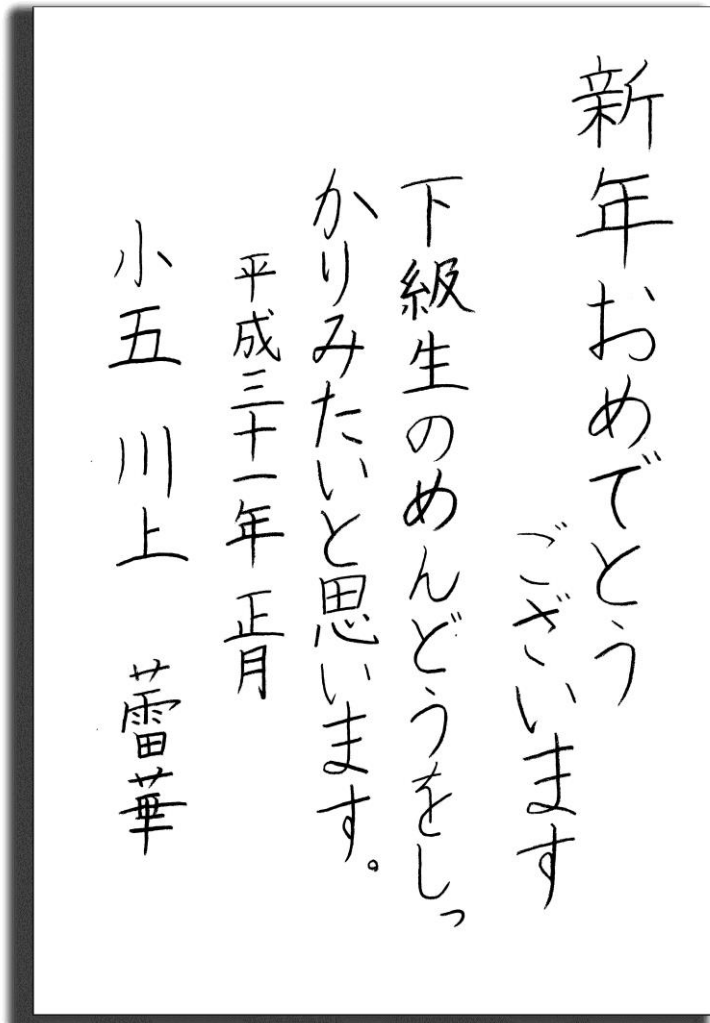 新年おめでとう
ございます
下級生のめんどうをしっ
かりみたいと思います。
平成三十一年 正月
小五 川上 蕾華